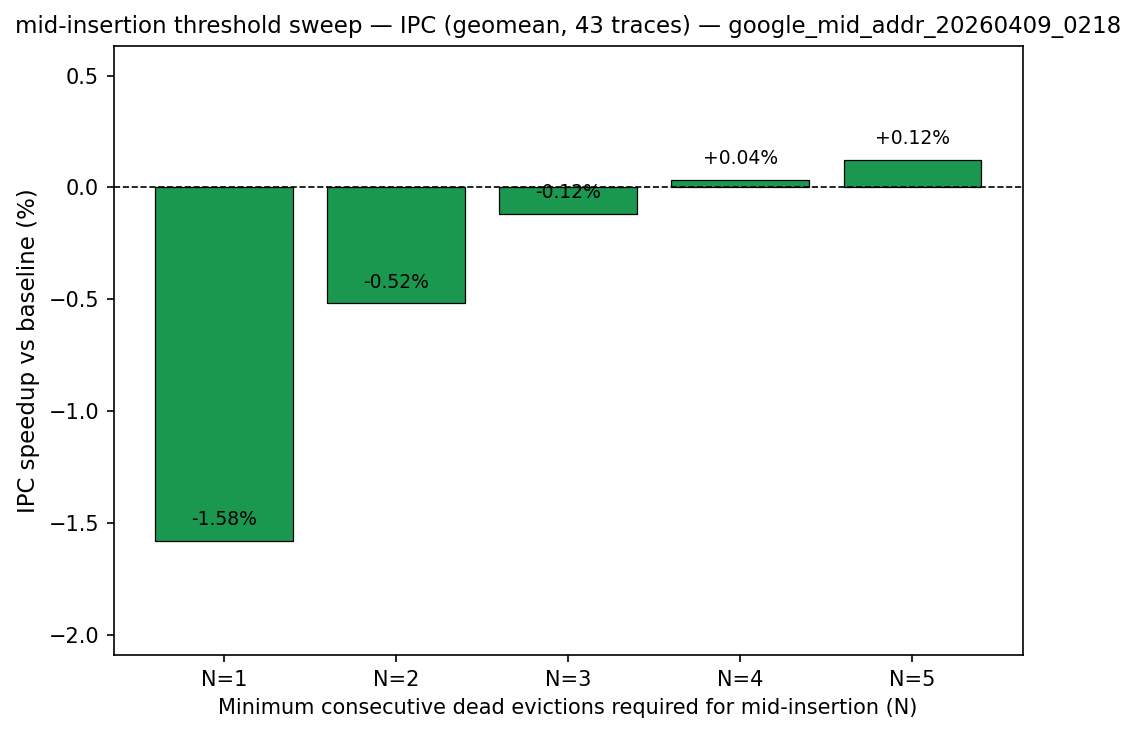 mid-insertion threshold sweep — IPC (geomean, 43 traces) — google_mid_addr_20260409_0218
IPC speedup vs baseline (%)
0.5
0.0
−0.5
−1.0
−1.5
−2.0
-1.58%
-0.52%
-0.12%
+0.04%
+0.12%
N=1
N=2
N=3
N=4
N=5
Minimum consecutive dead evictions required for mid-insertion (N)